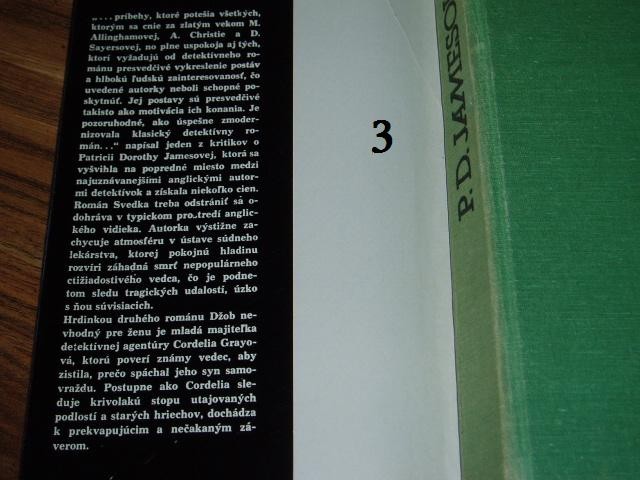 „... príbehy, ktoré potešia všetkých,
ktorým sa cnie za zlatým vekom M.
Allinghamovej, A. Christie a D.
Sayersovej, no plne uspokoja aj tých,
ktorí vyžadujú od detektívneho ro-
mánu presvedčivé vykreslenie postáv
a hlbokú ľudskú zainteresovanosť, čo
uvedené autorky neboli schopné po-
skytnúť. Jej postavy sú presvedčivé
takisto ako motivácia ich konania. Je
pozoruhodné, ako úspešne zmoder-
nizovala klasický detektívny ro-
mán...“ napísal jeden z kritikov o
Patricii Dorothy Jamesovej, ktorá sa
vyšvihla na popredné miesto medzi
najuznávanejšími anglickými autor-
mi detektívok a získala niekoľko cien.
Román Svedka treba odstrániť sa o-
dohráva v typickom pro.tredí anglic-
kého vidieka. Autorka výstižne za-
chycuje atmosféru v ústave súdneho
lekárstva, ktorej pokojnú hladinu
rozvíri záhadná smrť nepopulárneho
ctižiadostivého vedca, čo je podne-
tom sledu tragických udalostí, úzko
s ňou súvisiacich.
Hrdinkou druhého románu Džob ne-
vhodný pre ženu je mladá majiteľka
detektívnej agentúry Cordelia Grayo-
vá, ktorú poverí známy vedec, aby
zistila, prečo spáchal jeho syn samo-
vraždu. Postupne ako Cordelia sle-
duje krivolakú stopu utajovaných
podlostí a starých hriechov, dochádza
k prekvapujúcim a nečakaným zá-
verom.
3
P. D. JAMESO